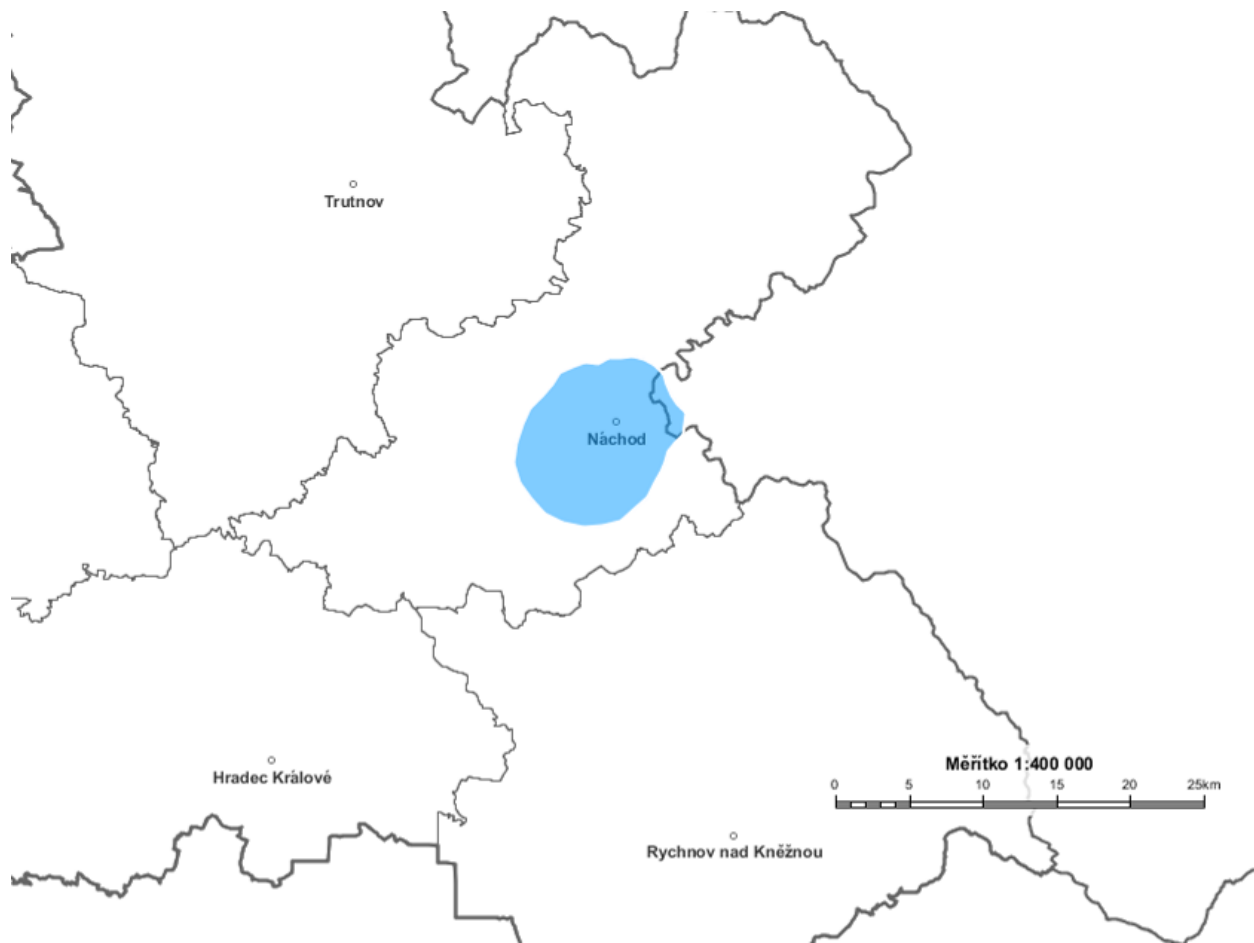 Trutnov
Náchod
Měřítko 1:400 000
0 5 10 15 20 25km
Hradec Králové
Rychnov nad Kněžnou